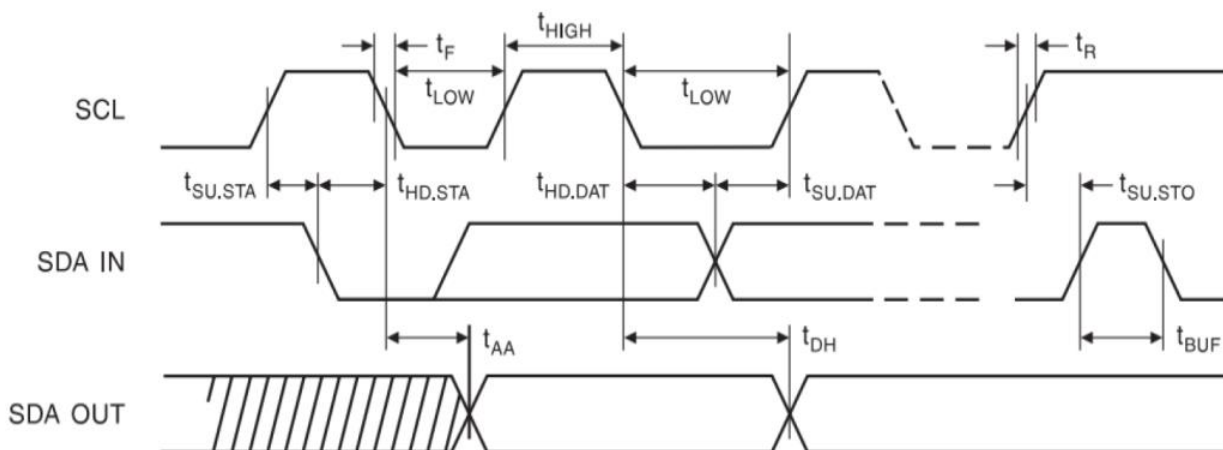 tHIGH
tF
tR
tLOW
tLOW
SCL
tSU.STA
tHD.STA
tHD.DAT
tSU.DAT
tSU.STO
SDA IN
tAA
tDH
tBUF
SDA OUT